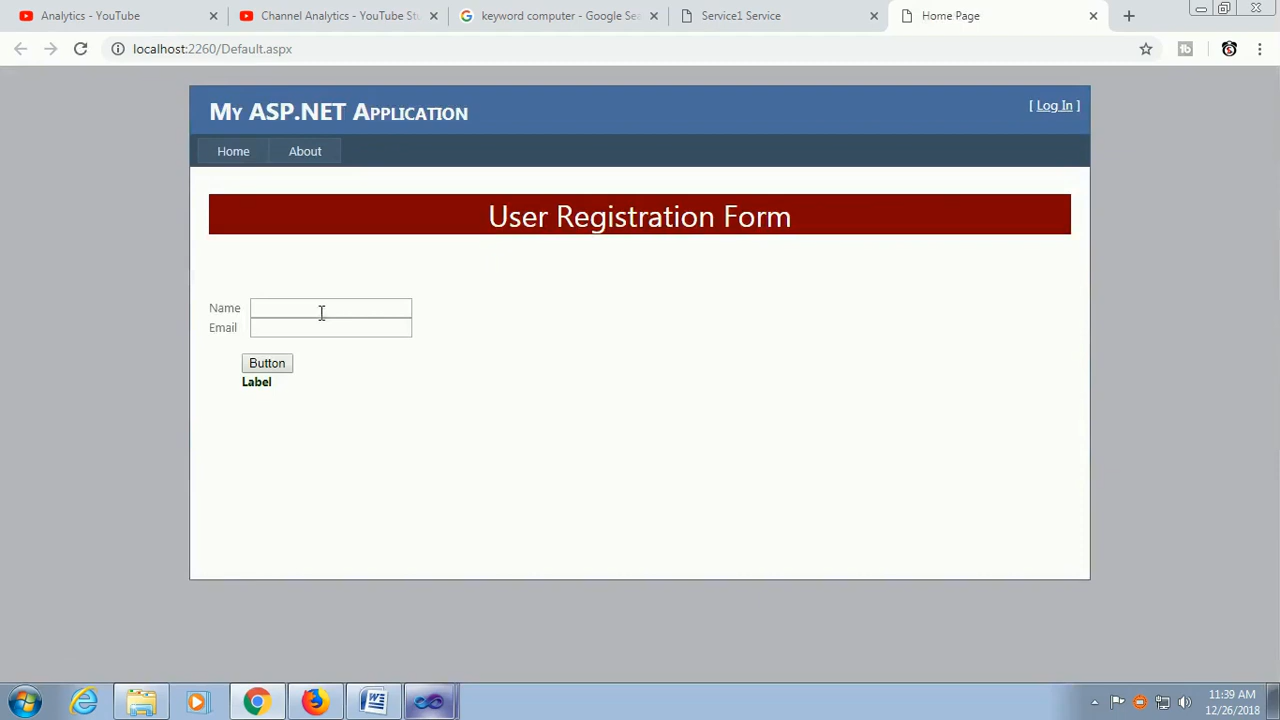 Analytics - YouTube
Channel Analytics - YouTube St
keyword computer - Google Se
Service1 Service
Home Page
localhost:2260/Default.aspx
My ASP.NET Application
[ Log In ]
Home
About
User Registration Form
Name
Email
Button
Label
11:39 AM
12/26/2018